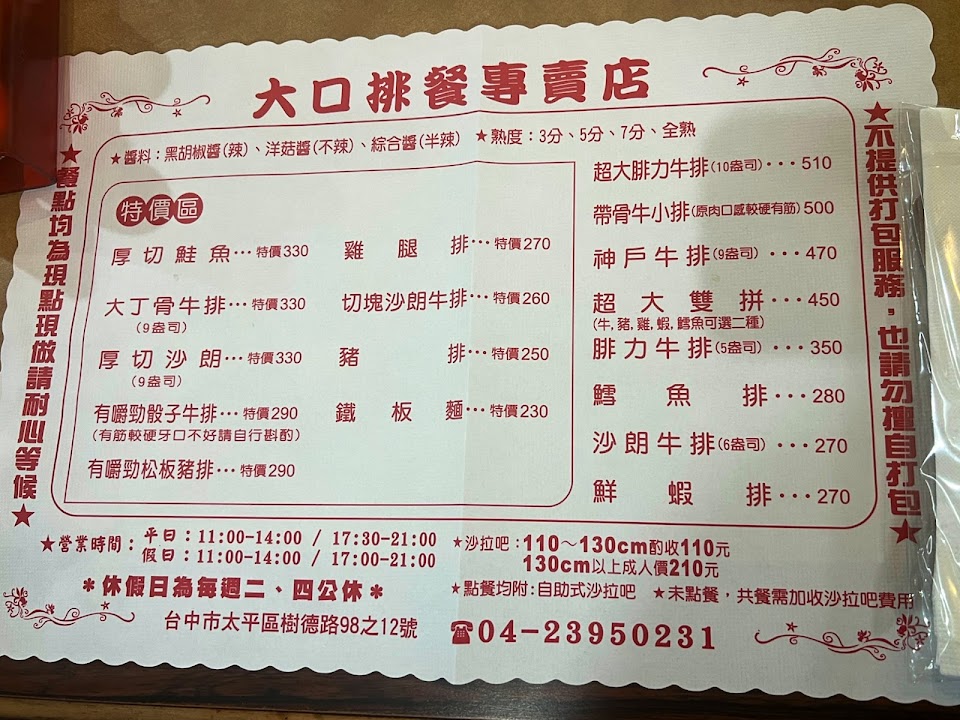 大口排餐專賣店
★醬料：黑胡椒醬(辣)、洋菇醬(不辣)、綜合醬(半辣) ★熟度：3分、5分、7分、全熟
特價區
厚切鮭魚···特價330
大丁骨牛排···特價330
(9盎司)
厚切沙朗···特價330
(9盎司)
有嚼勁骰子牛排···特價290
(有筋較硬牙口不好請自行斟酌)
有嚼勁松板豬排···特價290
雞腿排···特價270
切塊沙朗牛排···特價260
豬排···特價250
鐵板麵···特價230
超大腓力牛排(10盎司)···510
帶骨牛小排(原肉口感較硬有筋)500
神戶牛排(9盎司)···470
超大雙拼···450
(牛,豬,雞,蝦,鱈魚可選二種)
腓力牛排(5盎司)···350
鱈魚排···280
沙朗牛排(6盎司)···270
鮮蝦排···270
★餐點均為現點現做請耐心等候★
★不提供打包服務，也請勿擅自打包★
★營業時間：平日：11:00-14:00 / 17:30-21:00
假日：11:00-14:00 / 17:00-21:00
＊休假日為每週二、四公休＊
台中市太平區樹德路98之12號
★沙拉吧：110～130cm酌收110元
130cm以上成人價210元
★點餐均附：自助式沙拉吧 ★未點餐，共餐需加收沙拉吧費用
☎04-23950231